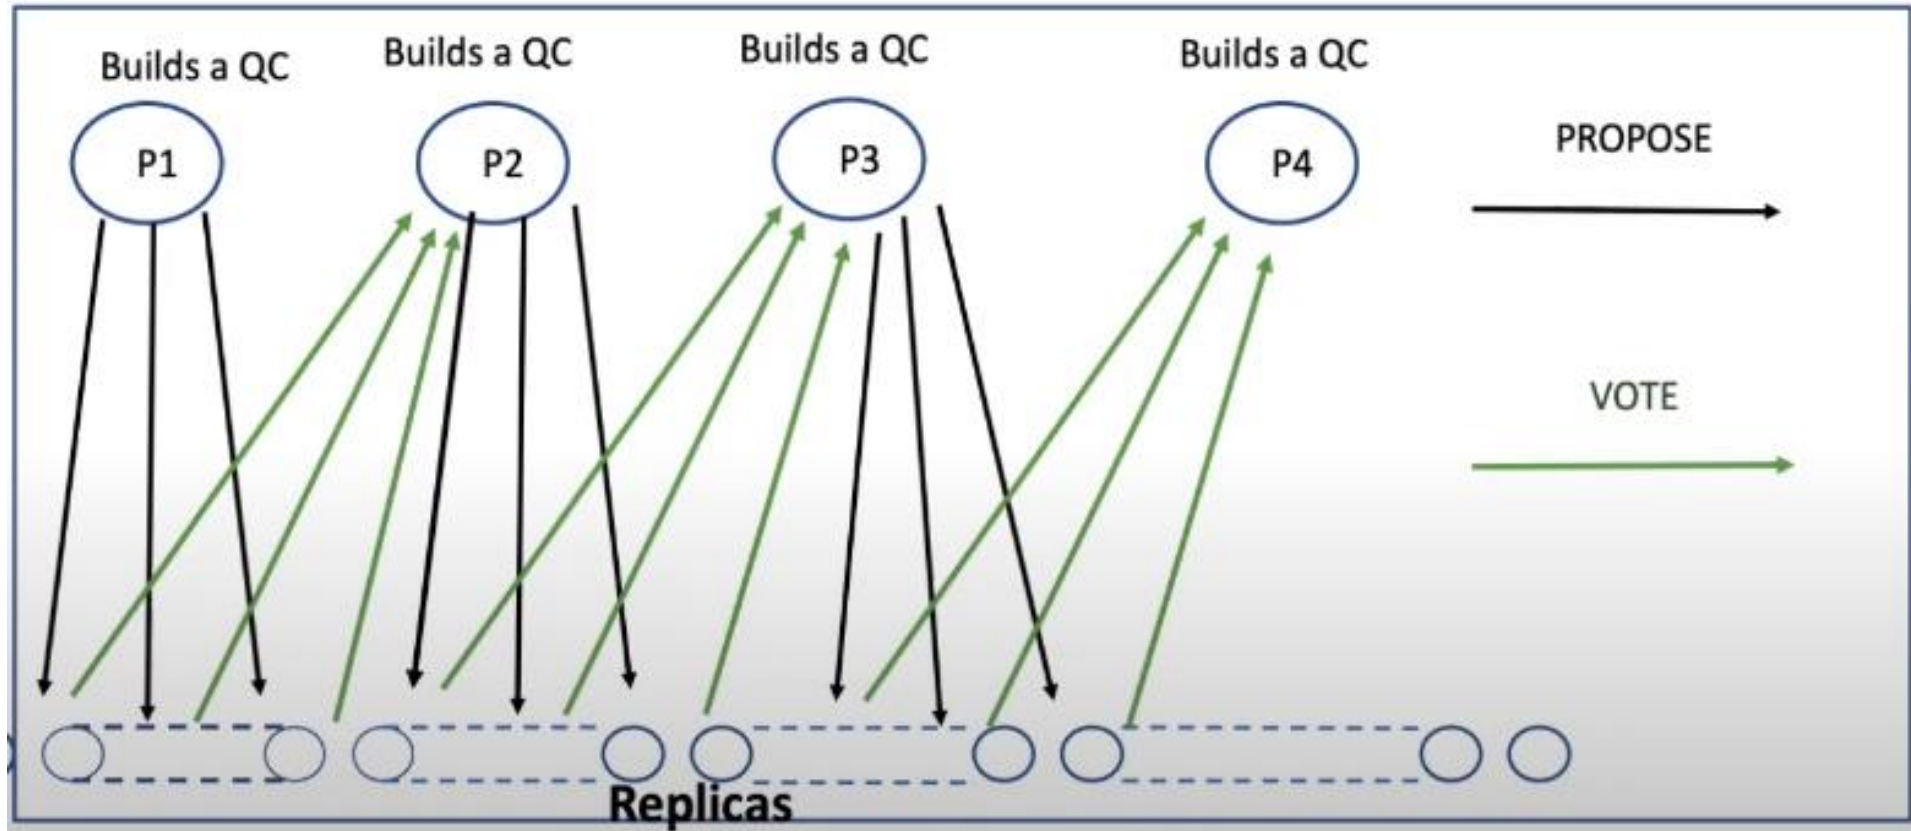 Builds a QC
Builds a QC
Builds a QC
Builds a QC
P1
P2
P3
P4
PROPOSE
VOTE
Replicas